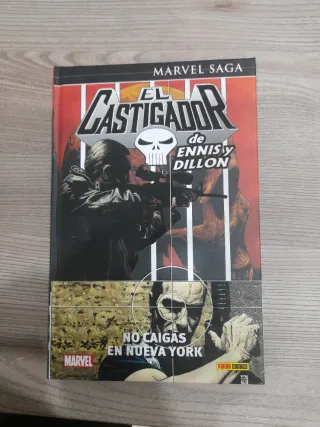 MARVEL SAGA
EL
CASTIGADOR
de
ENNIS y
DILLON
NO CAIGAS
EN NUEVA YORK
MARVEL
PANINI COMICS